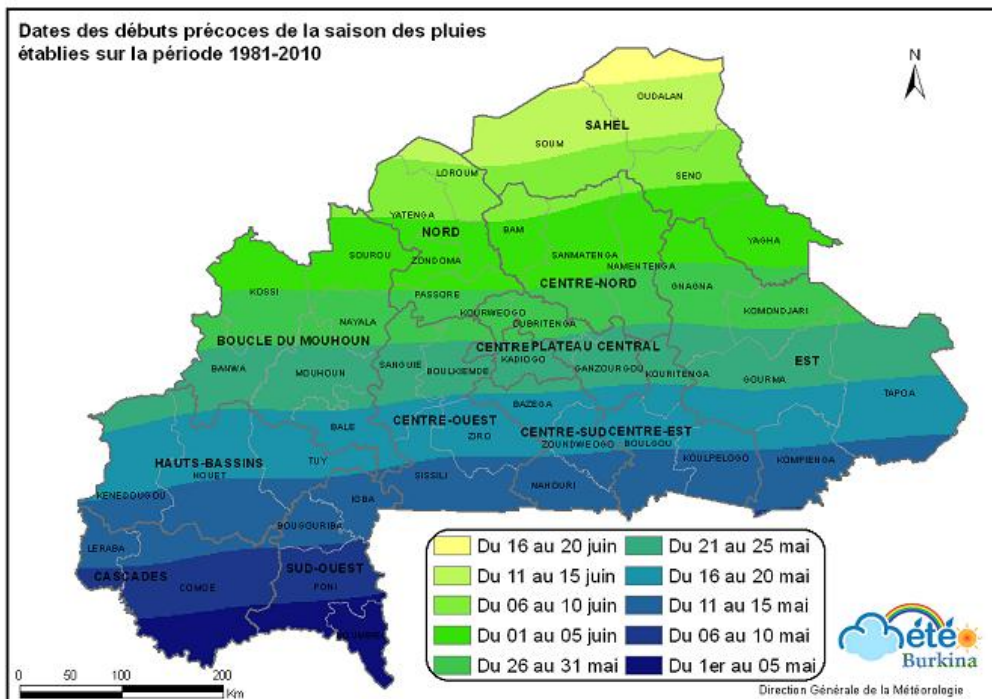 Dates des débuts précoces de la saison des pluies
établies sur la période 1981-2010
N
OUDALAN
SAHEL
SOUM
LOROUM
SENO
YATENGA
BAM
NORD
YAGHA
SOUROU
ZONDOMA
SANMATENGA
NAMENTENGA
CENTRE-NORD
GNAGNA
KOSSI
PASSORE
KOURWEOGO
KOMONDJARI
NAYALA
OUBRITENGA
BOUCLE DU MOUHOUN
CENTRE
PLATEAU CENTRAL
KADIOGO
EST
BANWA
MOUHOUN
SANGUIE
BOULKIEMDE
GANZOURGOU
KOURITENGA
GOURMA
TAPOA
BAZEGA
CENTRE-OUEST
BALE
ZIRO
CENTRE-SUD
CENTRE-EST
ZOUNDWEOGO
BOULGOU
HAUTS-BASSINS
TUY
HOUET
SISSILI
KOULPELOGO
KOMPIENGA
NAHOURI
KENEDOUGOU
IOBA
BOUGOURIBA
LERABA
CASCADES
SUD-OUEST
COMOE
PONI
Du 16 au 20 juin
Du 21 au 25 mai
Du 11 au 15 juin
Du 16 au 20 mai
Du 06 au 10 juin
Du 11 au 15 mai
Du 01 au 05 juin
Du 06 au 10 mai
Du 26 au 31 mai
Du 1er au 05 mai
0 50 100 200
Km
Météo
Burkina
Direction Générale de la Météorologie